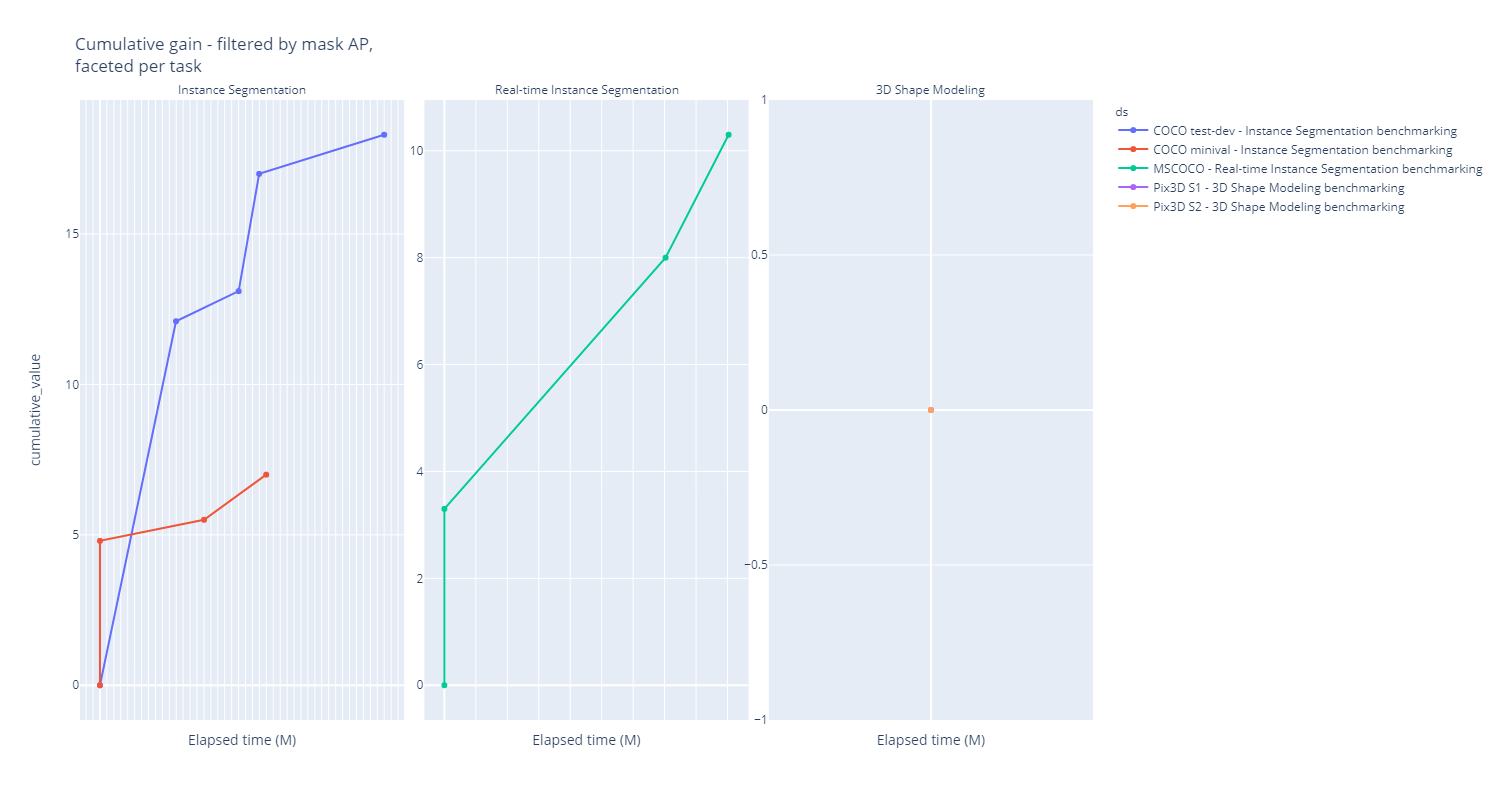 Cumulative gain - filtered by mask AP,
faceted per task
Instance Segmentation
Real-time Instance Segmentation
3D Shape Modeling
cumulative_value
15
10
5
0
10
8
6
4
2
0
1
0.5
0
−0.5
−1
Elapsed time (M)
Elapsed time (M)
Elapsed time (M)
ds
COCO test-dev - Instance Segmentation benchmarking
COCO minival - Instance Segmentation benchmarking
MSCOCO - Real-time Instance Segmentation benchmarking
Pix3D S1 - 3D Shape Modeling benchmarking
Pix3D S2 - 3D Shape Modeling benchmarking